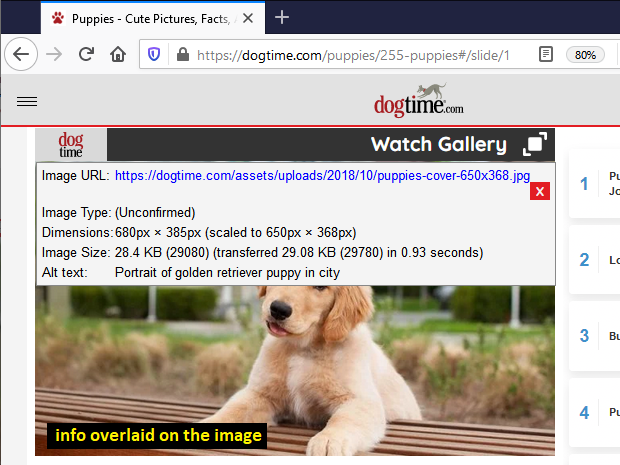 Puppies - Cute Pictures, Facts,
https://dogtime.com/puppies/255-puppies#/slide/1
80%
dogtime.com
dog
time
Watch Gallery
Image URL: https://dogtime.com/assets/uploads/2018/10/puppies-cover-650x368.jpg
X
Image Type: (Unconfirmed)
Dimensions: 680px × 385px (scaled to 650px × 368px)
Image Size: 28.4 KB (29080) (transferred 29.08 KB (29780) in 0.93 seconds)
Alt text: Portrait of golden retriever puppy in city
info overlaid on the image
1 Pu
Jo
2 Lo
3 Bu
4 Pu